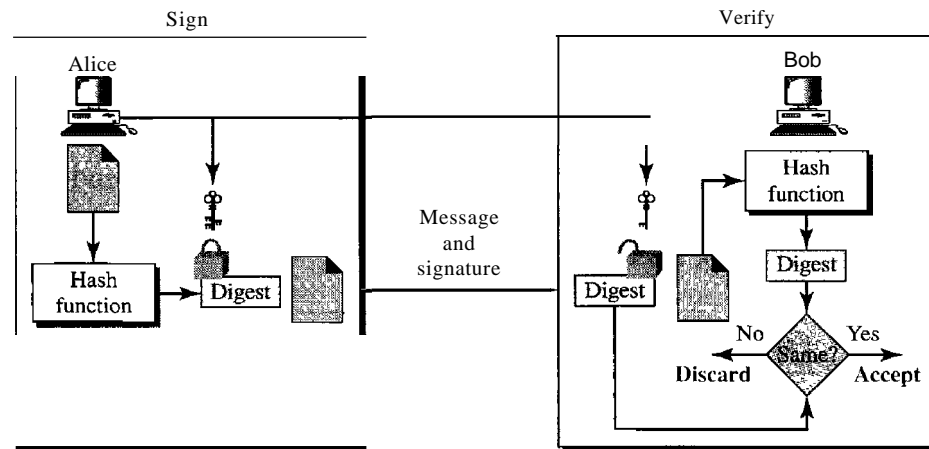 Sign
Verify
Alice
Bob
Hash
function
Message
and
signature
Hash
function
Digest
Digest
Digest
No
Yes
Same?
Discard
Accept